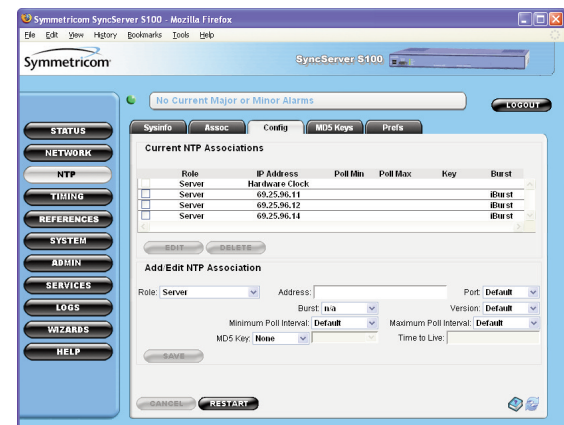 Symmetricom SyncServer S100 - Mozilla Firefox
File Edit View History Bookmarks Tools Help
Symmetricom
SyncServer S100
No Current Major or Minor Alarms
LOGOUT
STATUS
NETWORK
NTP
TIMING
REFERENCES
SYSTEM
ADMIN
SERVICES
LOGS
WIZARDS
HELP
Sysinfo Assoc Config MD5 Keys Prefs
Current NTP Associations
Role IP Address Poll Min Poll Max Key Burst
Server Hardware Clock
Server 69.25.96.11 iBurst
Server 69.25.96.12 iBurst
Server 69.25.96.14 iBurst
EDIT DELETE
Add/Edit NTP Association
Role: Server Address: Port: Default
Burst: n/a Version: Default
Minimum Poll Interval: Default Maximum Poll Interval: Default
MD5 Key: None Time to Live:
SAVE
CANCEL RESTART